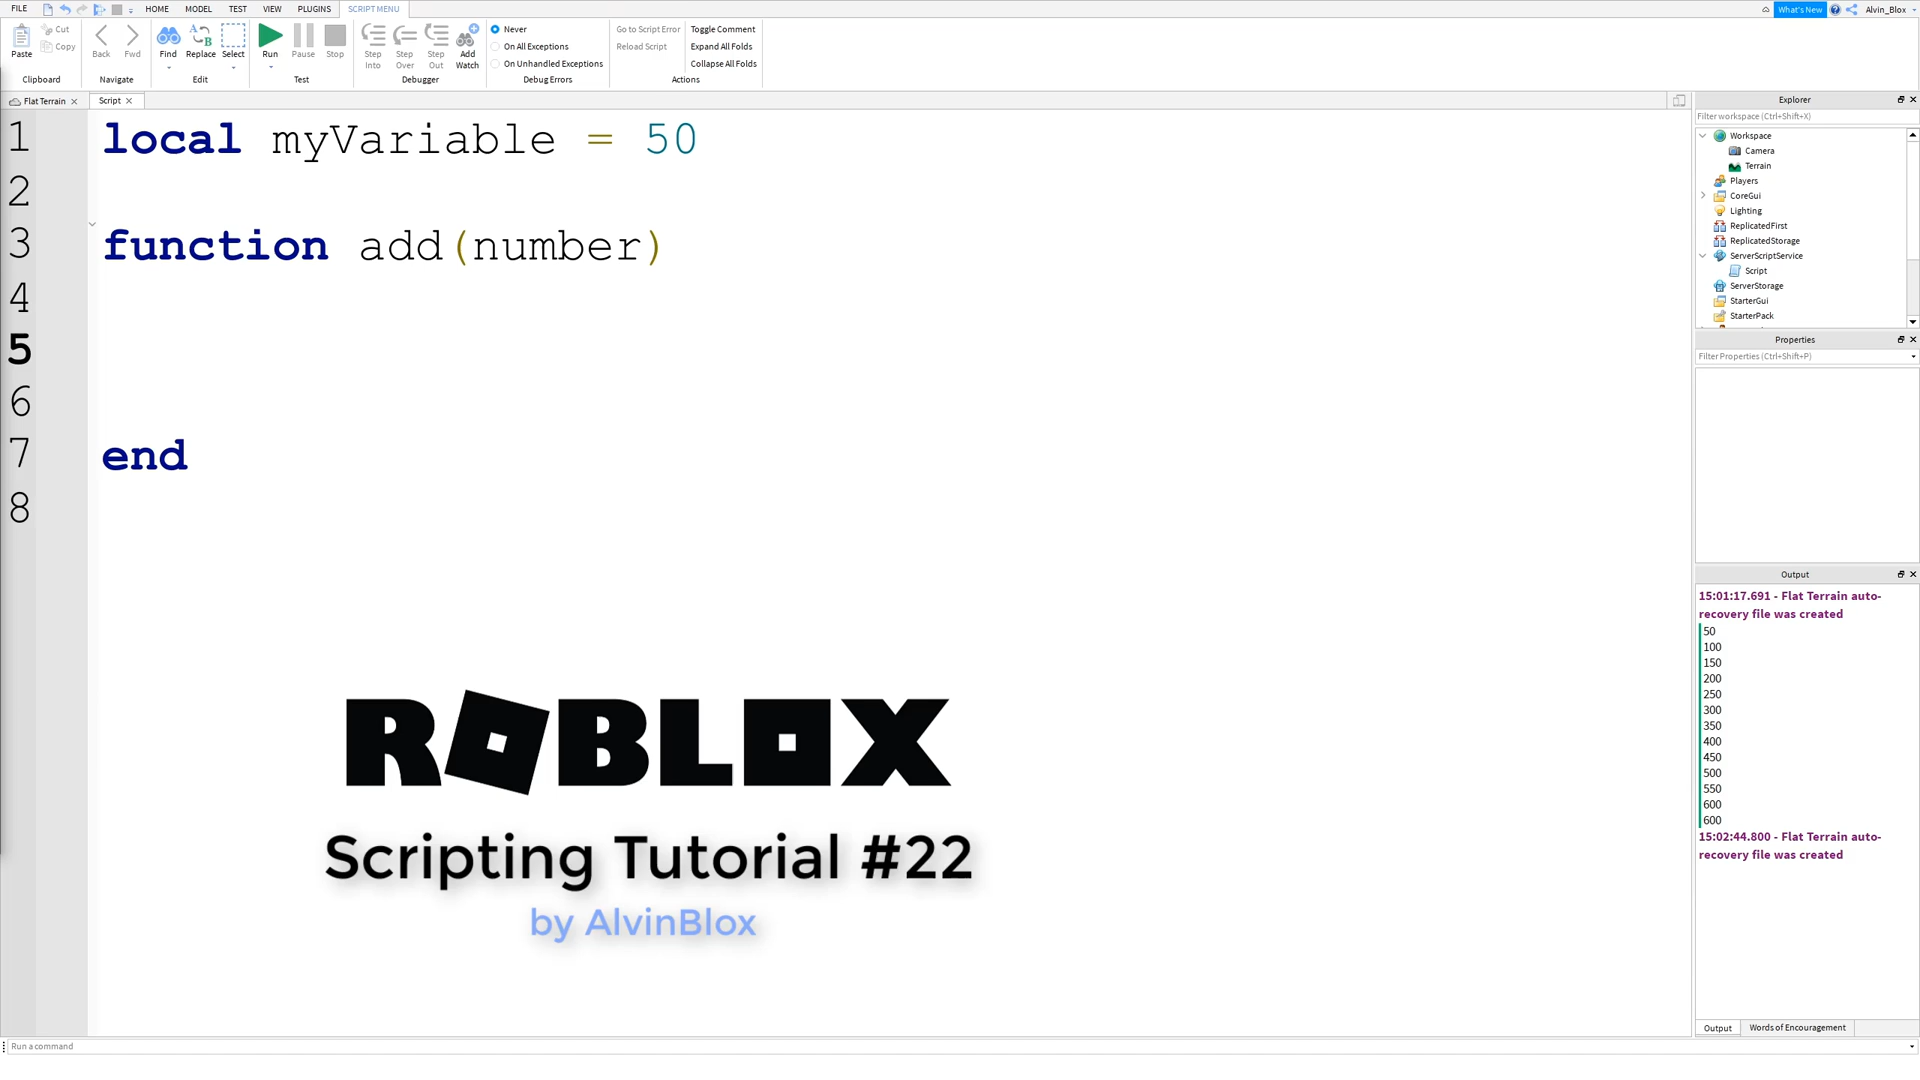 FILE HOME MODEL TEST VIEW PLUGINS SCRIPT MENU What's New Alvin_Blox
Paste Cut Copy Back Fwd Find Replace Select Run Pause Stop Step Into Step Over Step Out Add Watch
Never
On All Exceptions
On Unhandled Exceptions
Go to Script Error
Reload Script
Toggle Comment
Expand All Folds
Collapse All Folds
Clipboard Navigate Edit Test Debugger Debug Errors Actions
Flat Terrain Script
1 local myVariable = 50
2
3 function add(number)
4
5
6
7 end
8
ROBLOX
Scripting Tutorial #22
by AlvinBlox
Explorer
Filter workspace (Ctrl+Shift+X)
Workspace
Camera
Terrain
Players
CoreGui
Lighting
ReplicatedFirst
ReplicatedStorage
ServerScriptService
Script
ServerStorage
StarterGui
StarterPack
Properties
Filter Properties (Ctrl+Shift+P)
Output
15:01:17.691 - Flat Terrain auto-
recovery file was created
50
100
150
200
250
300
350
400
450
500
550
600
600
15:02:44.800 - Flat Terrain auto-
recovery file was created
Output Words of Encouragement
Run a command